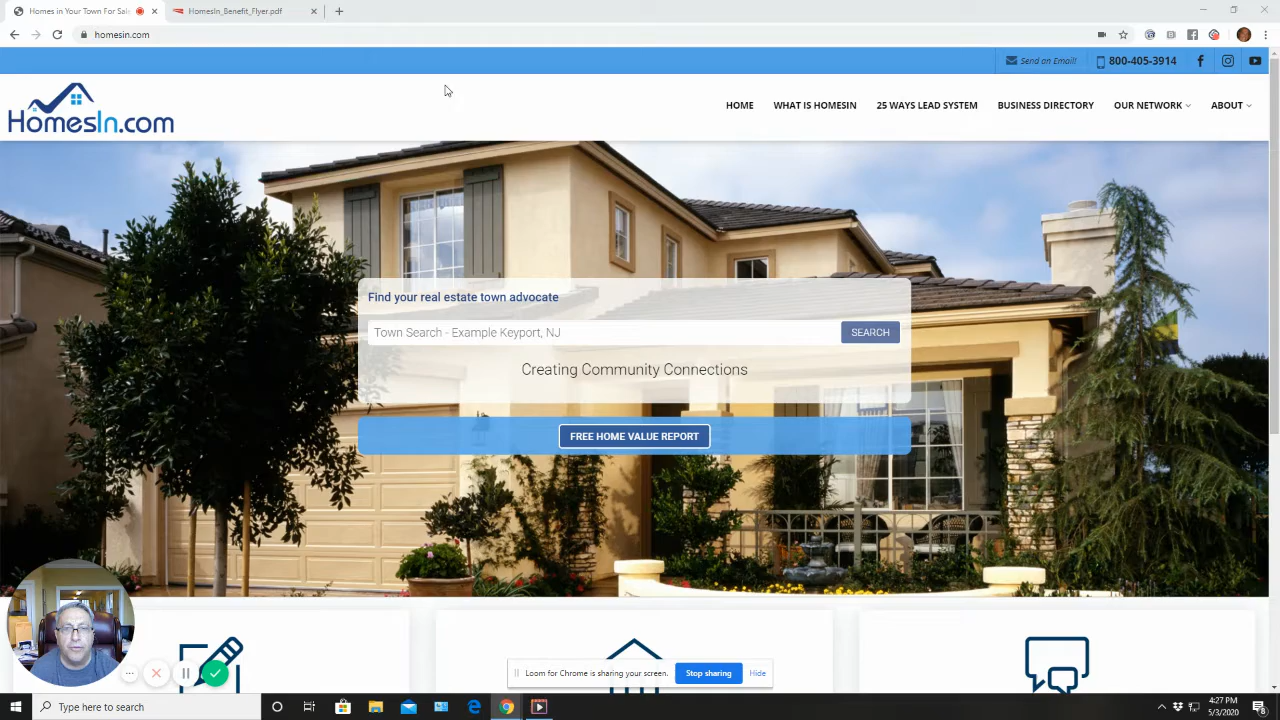 Homes in Your Town For Sale
HomesIn_Benefit_Flyer.pdf
homesin.com
Send an Email!
800-405-3914
HomesIn.com
HOME
WHAT IS HOMESIN
25 WAYS LEAD SYSTEM
BUSINESS DIRECTORY
OUR NETWORK
ABOUT
Find your real estate town advocate
Town Search - Example Keyport, NJ
SEARCH
Creating Community Connections
FREE HOME VALUE REPORT
Loom for Chrome is sharing your screen.
Stop sharing
Hide
Type here to search
4:27 PM
5/3/2020
8